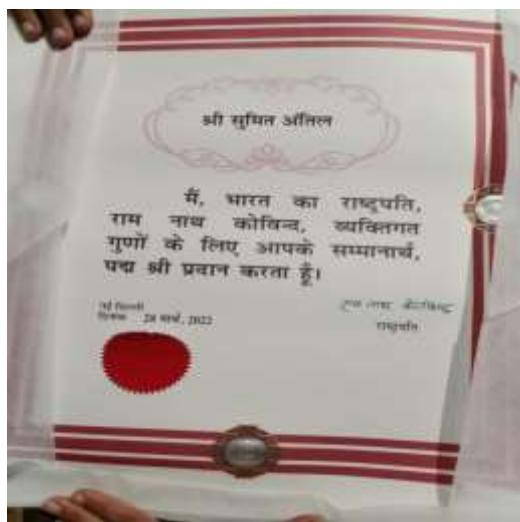 श्री सुमित अंतिल
मैं, भारत का राष्ट्रपति,
राम नाथ कोविन्द, व्यक्तिगत
गुणों के लिए आपके सम्मानार्थ,
पद्म श्री प्रदान करता हूँ।
नई दिल्ली
दिनांक 28 मार्च, 2022
राम नाथ कोविन्द
राष्ट्रपति